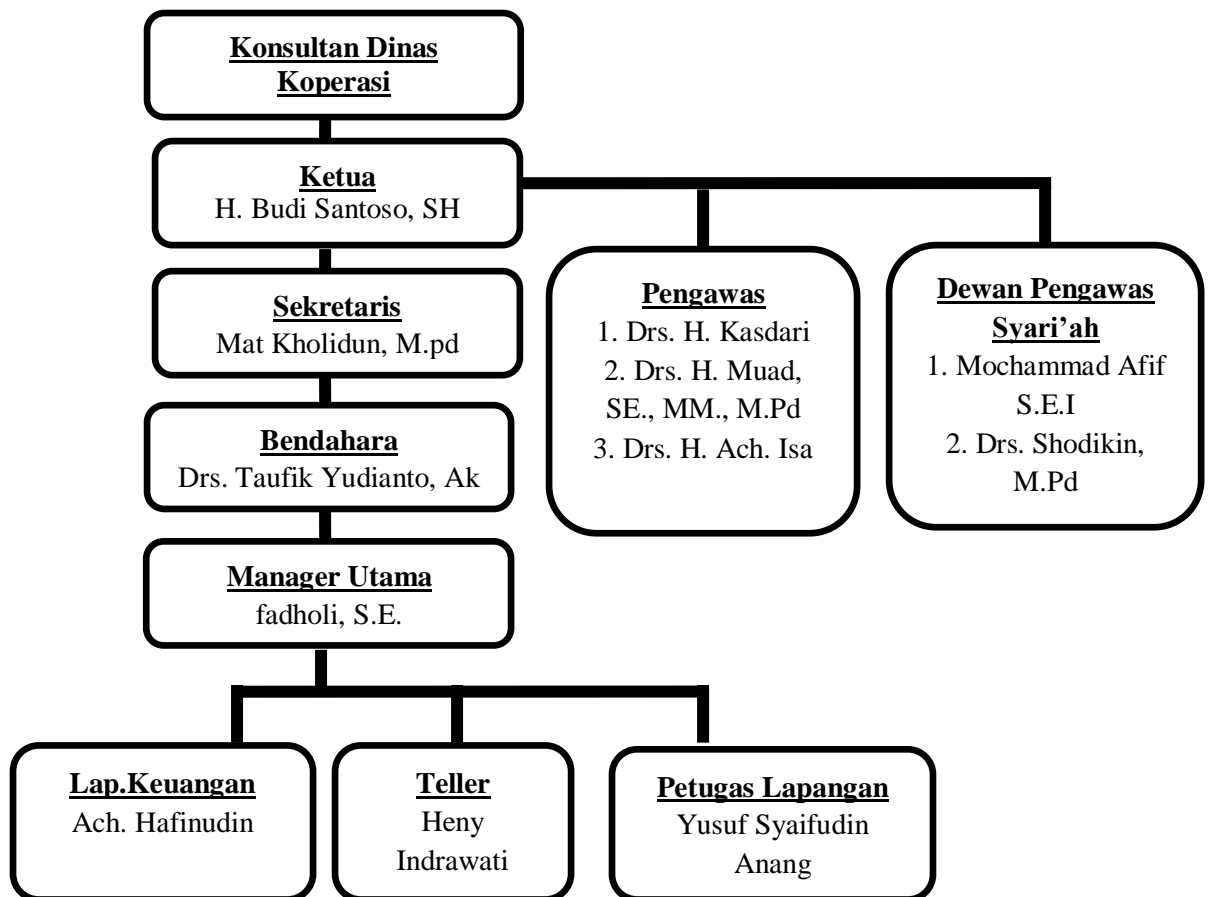 Konsultan Dinas
Koperasi
Ketua
H. Budi Santoso, SH
Sekretaris
Mat Kholidun, M.pd
Bendahara
Drs. Taufik Yudianto, Ak
Manager Utama
fadholi, S.E.
Pengawas
1. Drs. H. Kasdari
2. Drs. H. Muad,
SE., MM., M.Pd
3. Drs. H. Ach. Isa
Dewan Pengawas
Syari’ah
1. Mochammad Afif
S.E.I
2. Drs. Shodikin,
M.Pd
Lap.Keuangan
Ach. Hafinudin
Teller
Heny
Indrawati
Petugas Lapangan
Yusuf Syaifudin
Anang